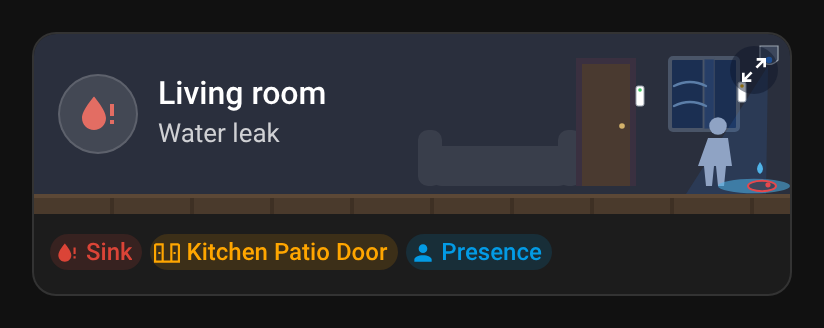 Living room
Water leak
Sink
Kitchen Patio Door
Presence